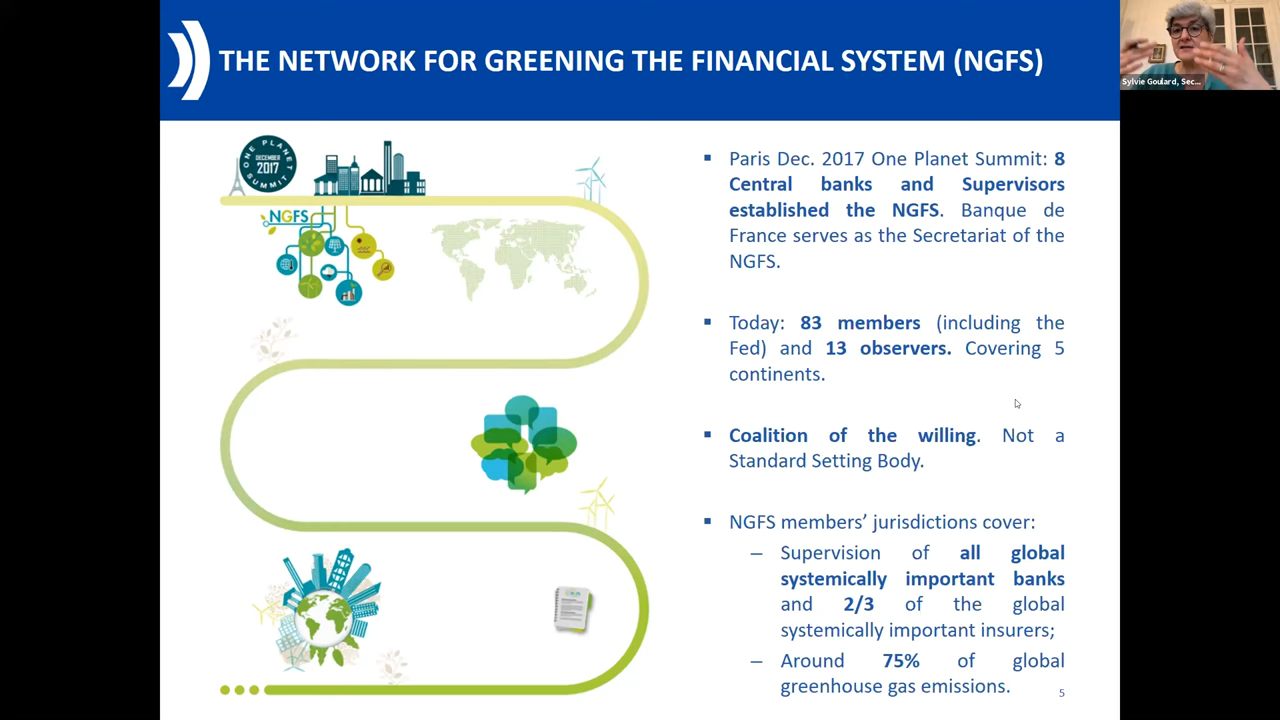 THE NETWORK FOR GREENING THE FINANCIAL SYSTEM (NGFS)
Sylvie Goulard, Sec...
ONE PLANET
DECEMBER
2017
SUMMIT
NGFS
▪ Paris Dec. 2017 One Planet Summit: 8
Central banks and Supervisors
established the NGFS. Banque de
France serves as the Secretariat of the
NGFS.
▪ Today: 83 members (including the
Fed) and 13 observers. Covering 5
continents.
▪ Coalition of the willing. Not a
Standard Setting Body.
▪ NGFS members’ jurisdictions cover:
– Supervision of all global
systemically important banks
and 2/3 of the global
systemically important insurers;
– Around 75% of global
greenhouse gas emissions.
5